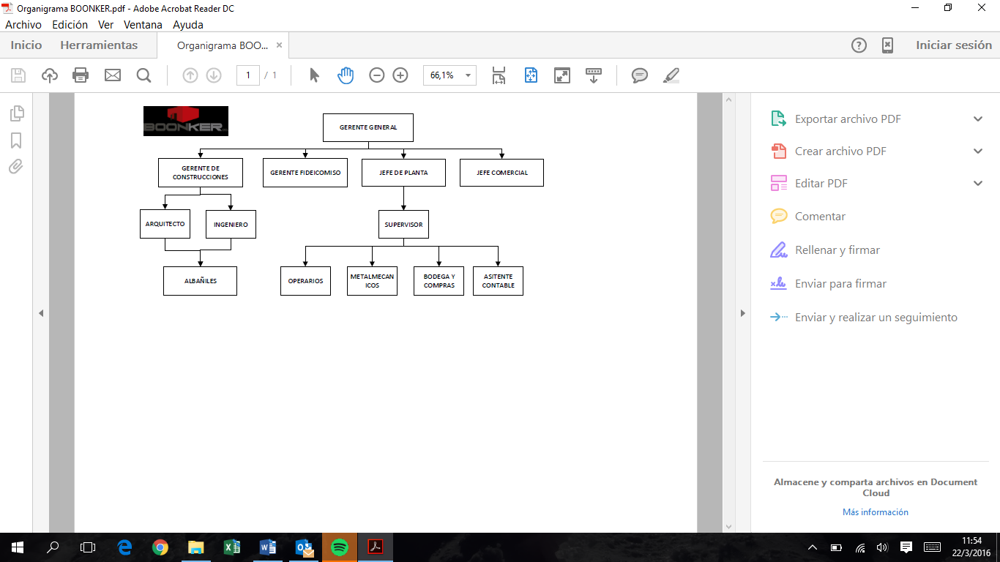 Organigrama BOONKER.pdf - Adobe Acrobat Reader DC
Archivo Edición Ver Ventana Ayuda
Inicio Herramientas Organigrama BOO... × Iniciar sesión
1 / 1 66,1%
BOONKER
GERENTE GENERAL
GERENTE DE
CONSTRUCCIONES
GERENTE FIDEICOMISO
JEFE DE PLANTA
JEFE COMERCIAL
ARQUITECTO
INGENIERO
SUPERVISOR
ALBAÑILES
OPERARIOS
METALMECAN
ICOS
BODEGA Y
COMPRAS
ASITENTE
CONTABLE
Exportar archivo PDF
Crear archivo PDF
Editar PDF
Comentar
Rellenar y firmar
Enviar para firmar
Enviar y realizar un seguimiento
Almacene y comparta archivos en Document
Cloud
Más información
11:54
22/3/2016